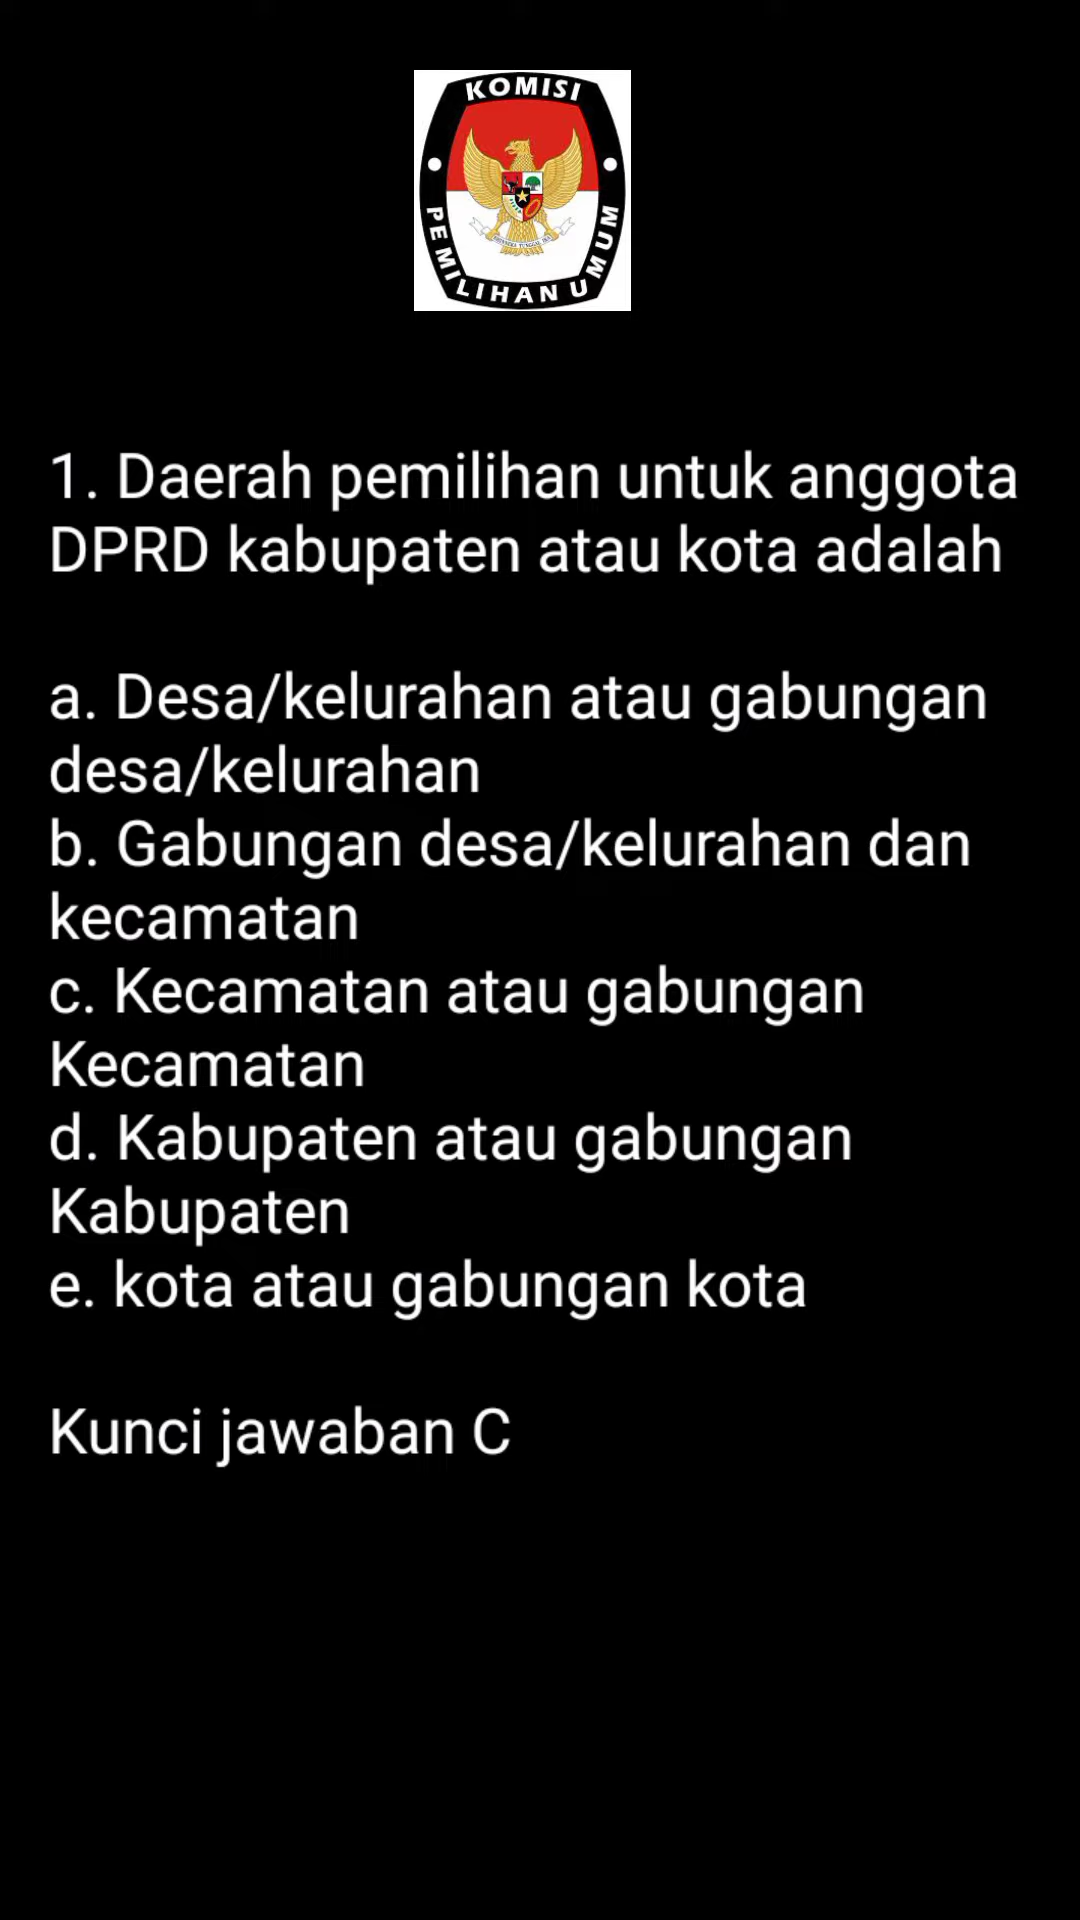 KOMISI
PEMILIHAN UMUM
1. Daerah pemilihan untuk anggota
DPRD kabupaten atau kota adalah
a. Desa/kelurahan atau gabungan
desa/kelurahan
b. Gabungan desa/kelurahan dan
kecamatan
c. Kecamatan atau gabungan
Kecamatan
d. Kabupaten atau gabungan
Kabupaten
e. kota atau gabungan kota
Kunci jawaban C